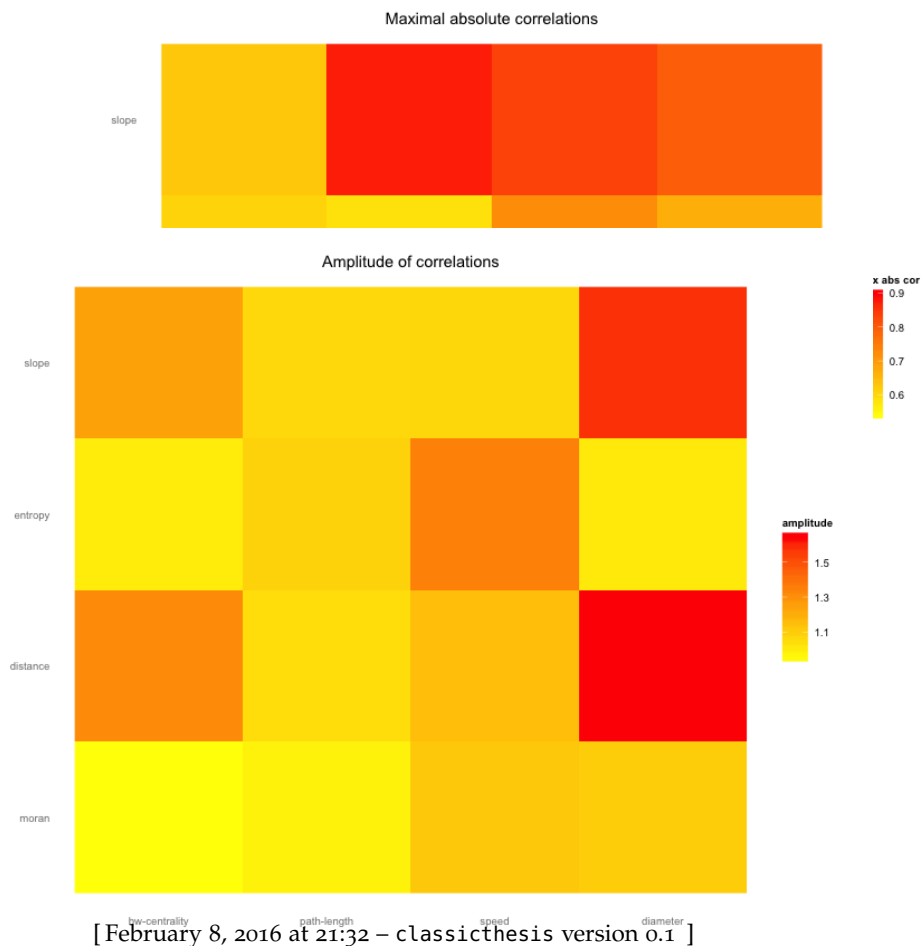 Maximal absolute correlations
slope
Amplitude of correlations
x abs cor
0.9
0.7
0.6
slope
entropy
distance
moran
amplitude
1.5
1.3
1.1
bw-centrality path-length speed diameter
[ February 8, 2016 at 21:32 – classicthesis version 0.1 ]